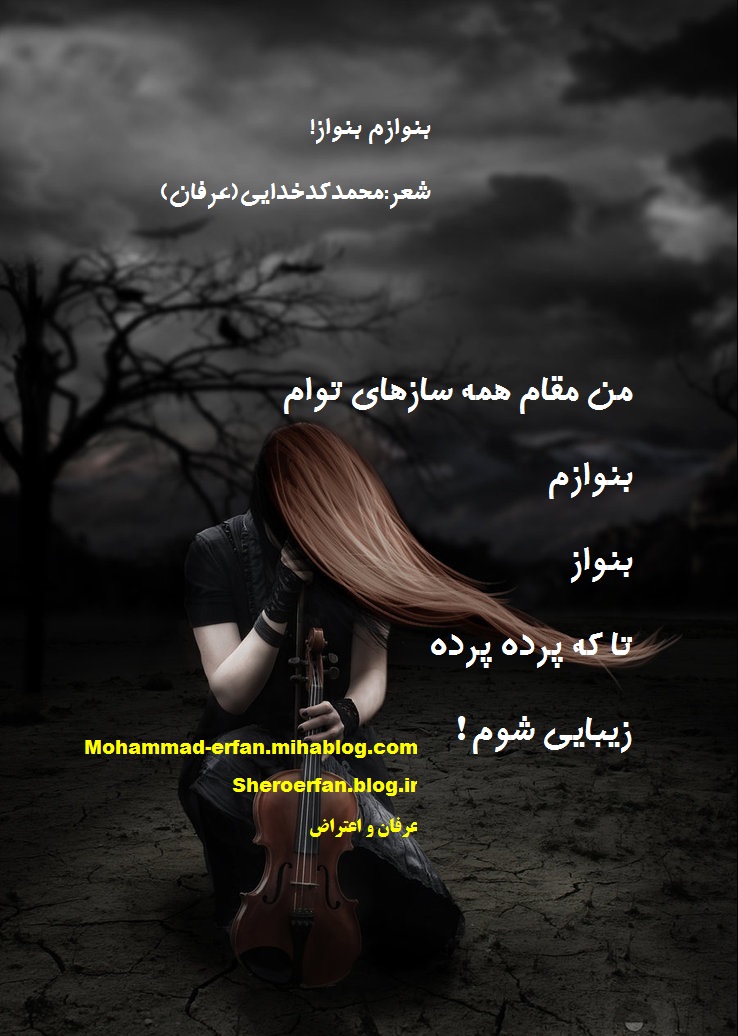 بنوازم بنواز!
شعر:محمدکدخدایی(عرفان)
من مقام همه سازهای توام
بنوازم
بنواز
تا که پرده پرده
زیبایی شوم !
Mohammad-erfan.mihablog.com
Sheroerfan.blog.ir
عرفان و اعتراض